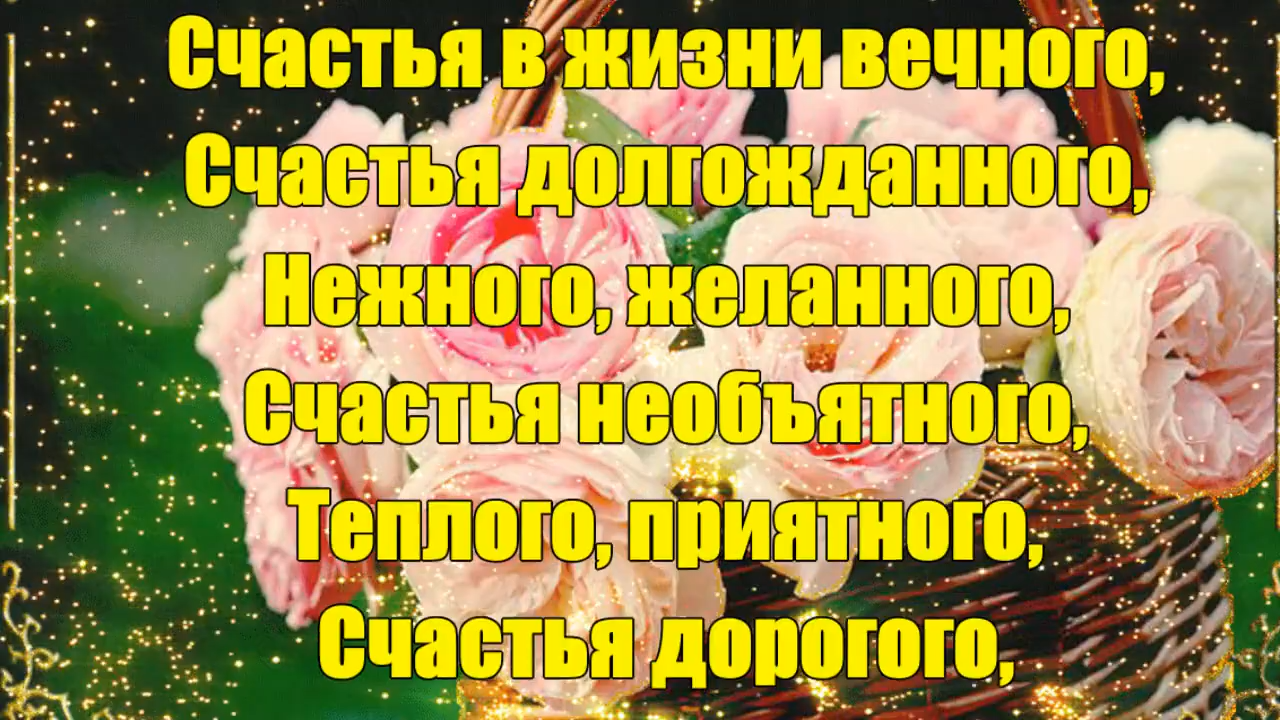 Счастья в жизни вечного,
Счастья долгожданного,
Нежного, желанного,
Счастья необъятного,
Теплого, приятного,
Счастья дорогого,